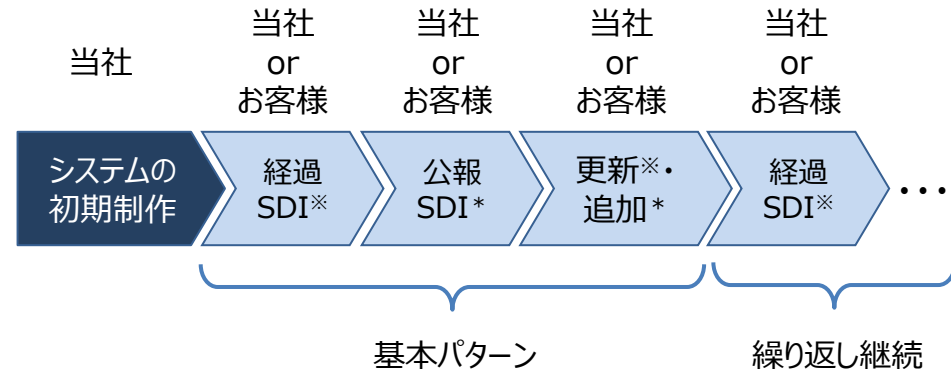 当社
当社
or
お客様
当社
or
お客様
当社
or
お客様
当社
or
お客様
システムの
初期制作
経過
SDI※
公報
SDI*
更新※・
追加*
経過
SDI※
・・・
基本パターン
繰り返し継続